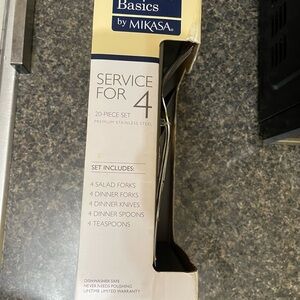 Basics
by MIKASA®
SERVICE
FOR 4
20-PIECE SET
PREMIUM STAINLESS STEEL
SET INCLUDES:
4 SALAD FORKS
4 DINNER FORKS
4 DINNER KNIVES
4 DINNER SPOONS
4 TEASPOONS
DISHWASHER SAFE
NEVER NEEDS POLISHING
LIFETIME LIMITED WARRANTY